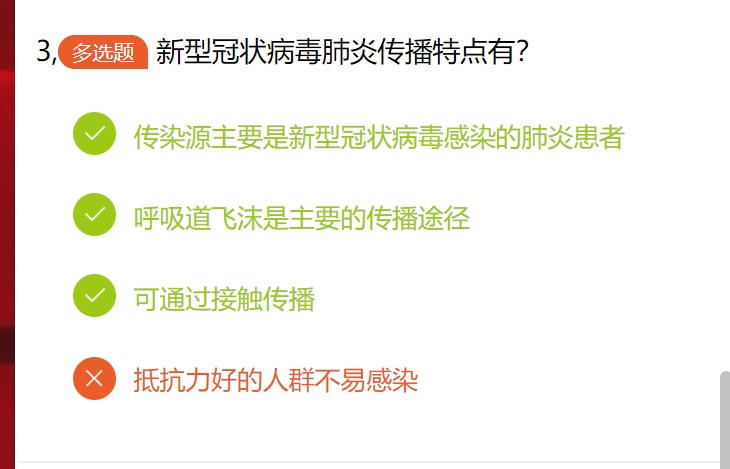 3,多选题 新型冠状病毒肺炎传播特点有?
传染源主要是新型冠状病毒感染的肺炎患者
呼吸道飞沫是主要的传播途径
可通过接触传播
抵抗力好的人群不易感染